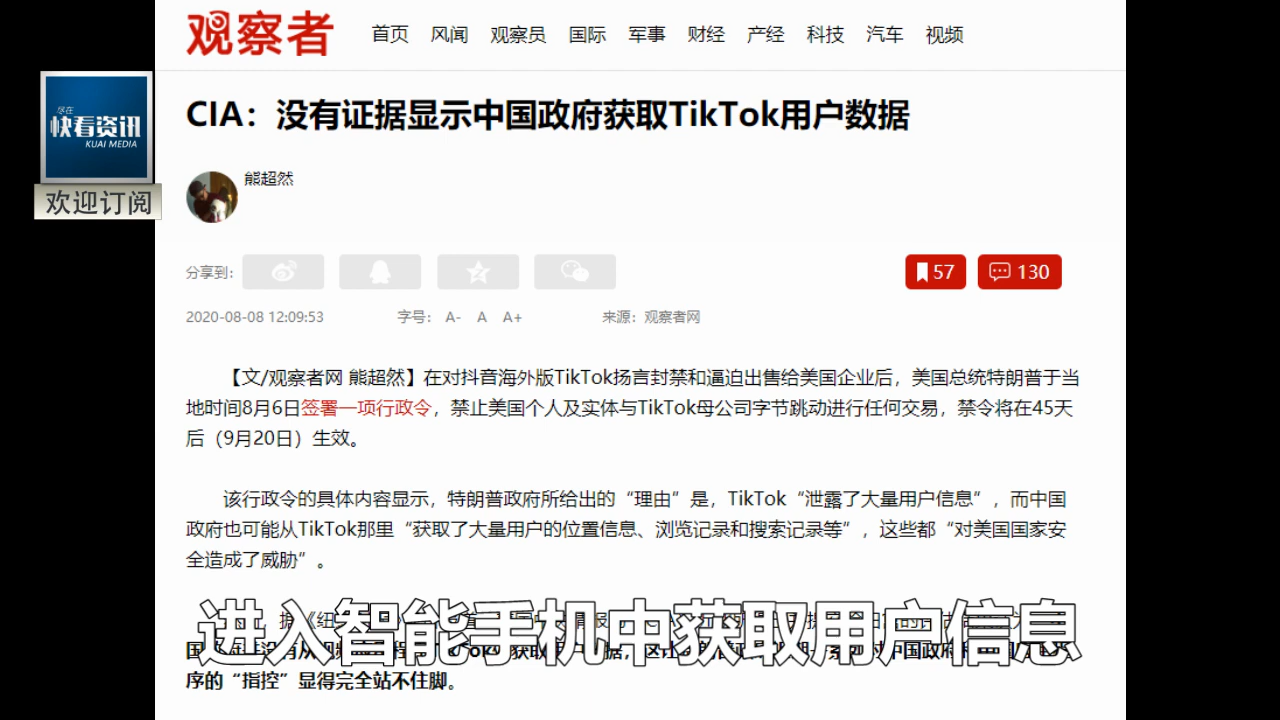 观察者
首页 风闻 观察员 国际 军事 财经 产经 科技 汽车 视频
CIA：没有证据显示中国政府获取TikTok用户数据
尽在
快看资讯
KUAI MEDIA
欢迎订阅
熊超然
分享到:
57
130
2020-08-08 12:09:53 字号： A- A A+ 来源：观察者网
【文/观察者网 熊超然】在对抖音海外版TikTok扬言封禁和逼迫出售给美国企业后，美国总统特朗普于当
地时间8月6日签署一项行政令，禁止美国个人及实体与TikTok母公司字节跳动进行任何交易，禁令将在45天
后（9月20日）生效。
该行政令的具体内容显示，特朗普政府所给出的“理由”是，TikTok“泄露了大量用户信息”，而中国
政府也可能从TikTok那里“获取了大量用户的位置信息、浏览记录和搜索记录等”，这些都“对美国国家安
全造成了威胁”。
进入智能手机中获取用户信息
序的“指控”显得完全站不住脚。